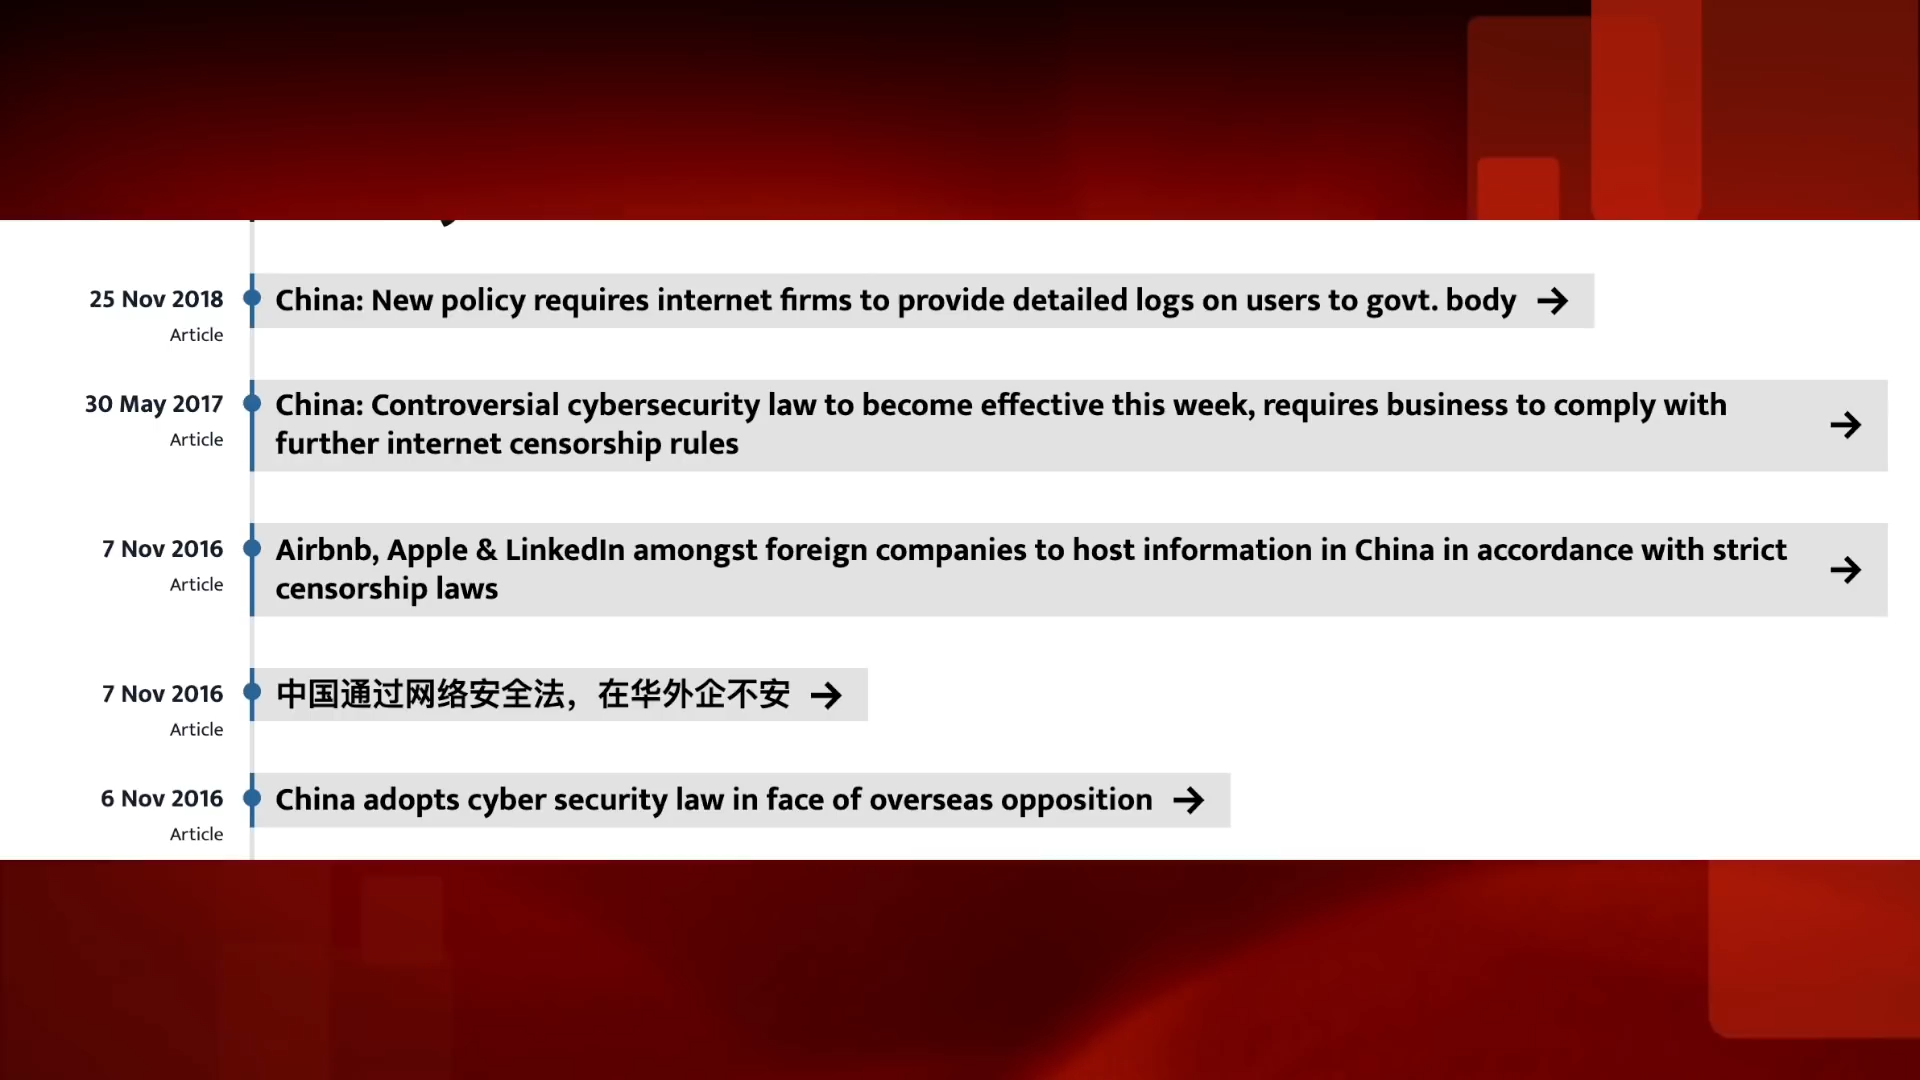 25 Nov 2018
Article
China: New policy requires internet firms to provide detailed logs on users to govt. body
30 May 2017
Article
China: Controversial cybersecurity law to become effective this week, requires business to comply with
further internet censorship rules
7 Nov 2016
Article
Airbnb, Apple & LinkedIn amongst foreign companies to host information in China in accordance with strict
censorship laws
7 Nov 2016
Article
中国通过网络安全法，在华外企不安
6 Nov 2016
Article
China adopts cyber security law in face of overseas opposition